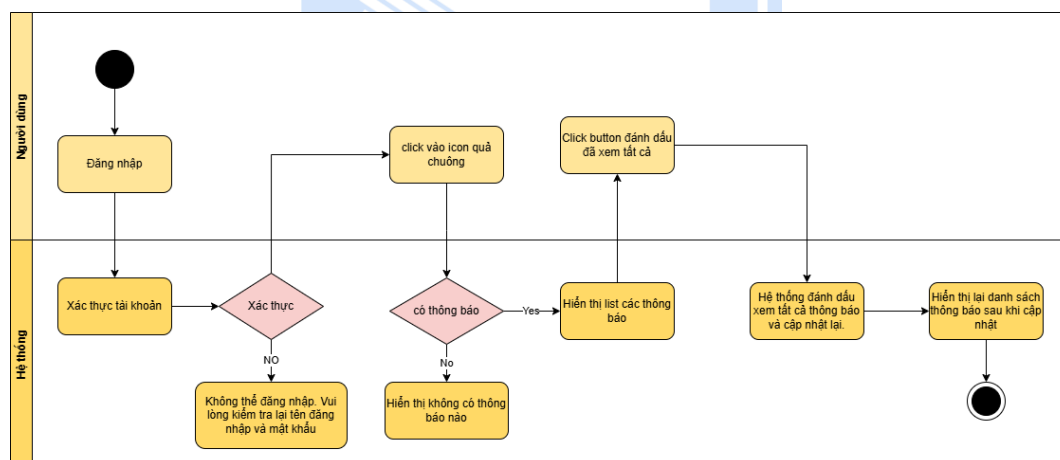 Người dùng
Đăng nhập
click vào icon quả
chuông
Click button đánh dấu
đã xem tất cả
Hệ thống
Xác thực tài khoản
Xác thực
NO
Không thể đăng nhập. Vui
lòng kiểm tra lại tên đăng
nhập và mật khẩu
có thông báo
Yes
No
Hiển thị không có thông
báo nào
Hiển thị list các thông
báo
Hệ thống đánh dấu
xem tất cả thông báo
và cập nhật lại.
Hiển thị lại danh sách
thông báo sau khi cập
nhật